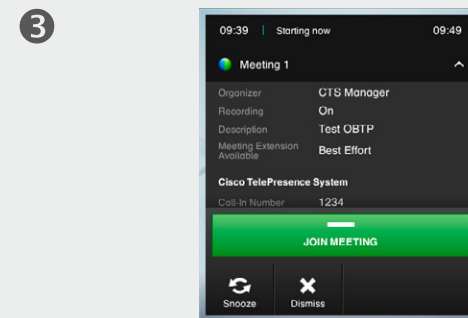 3
09:39 | Starting now 09:49
Meeting 1
Organizer CTS Manager
Recording On
Description Test OBTP
Meeting Extension
Available Best Effort
Cisco TelePresence System
Call-In Number 1234
JOIN MEETING
Snooze Dismiss